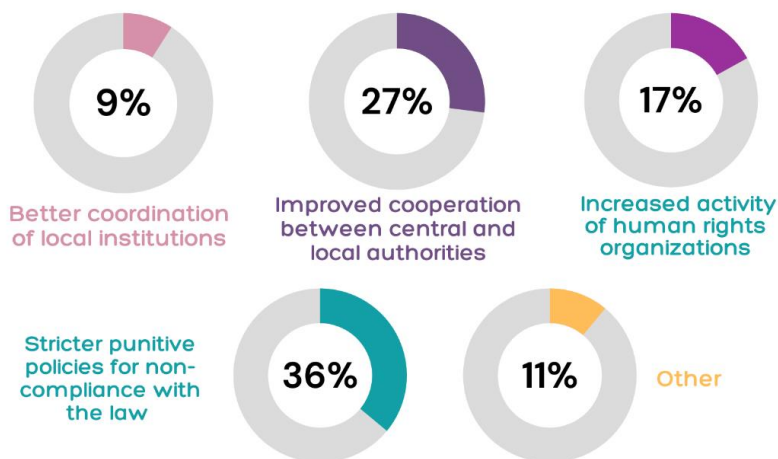 9%
Better coordination
of local institutions
27%
Improved cooperation
between central and
local authorities
17%
Increased activity
of human rights
organizations
Stricter punitive
policies for non-
compliance with
the law
36%
11%
Other